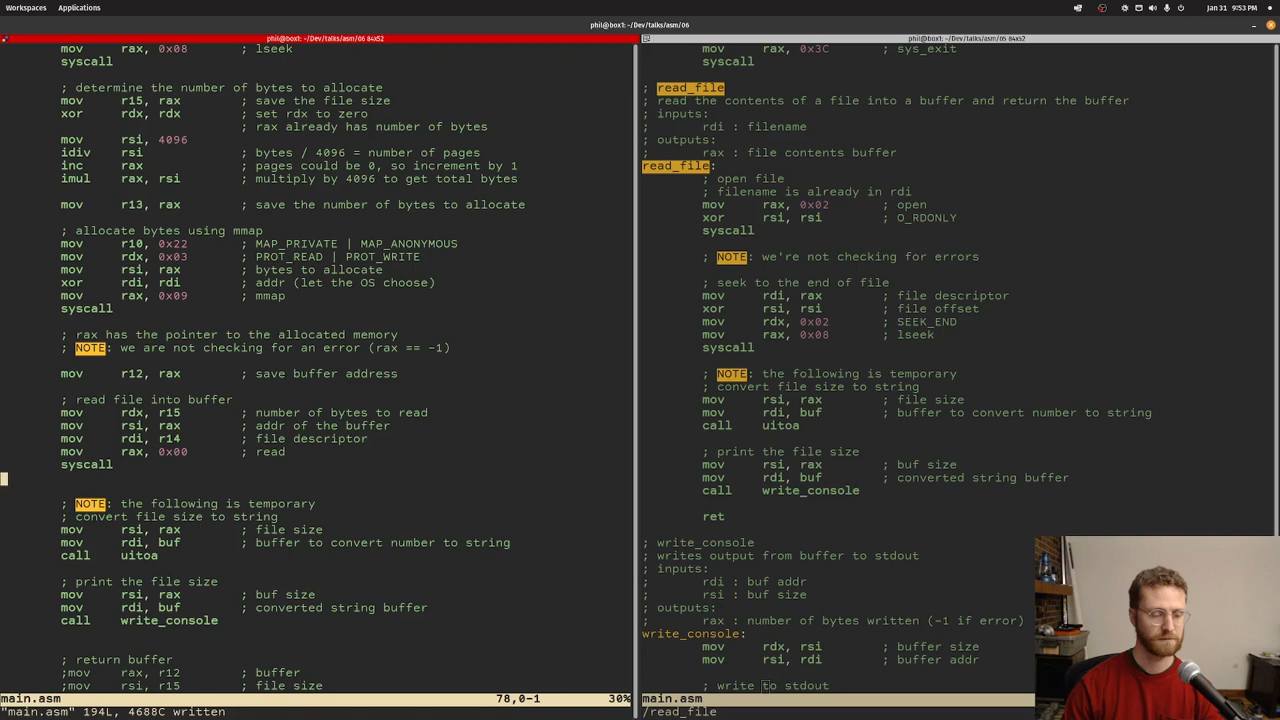 Workspaces Applications Jan 31 9:53 PM
phil@box1: ~/Dev/talks/asm/06
phil@box1: ~/Dev/talks/asm/06 84x52
mov rax, 0x08 ; lseek
syscall
; determine the number of bytes to allocate
mov r15, rax ; save the file size
xor rdx, rdx ; set rdx to zero
; rax already has number of bytes
mov rsi, 4096
idiv rsi ; bytes / 4096 = number of pages
inc rax ; pages could be 0, so increment by 1
imul rax, rsi ; multiply by 4096 to get total bytes
mov r13, rax ; save the number of bytes to allocate
; allocate bytes using mmap
mov r10, 0x22 ; MAP_PRIVATE | MAP_ANONYMOUS
mov rdx, 0x03 ; PROT_READ | PROT_WRITE
mov rsi, rax ; bytes to allocate
xor rdi, rdi ; addr (let the OS choose)
mov rax, 0x09 ; mmap
syscall
; rax has the pointer to the allocated memory
; NOTE: we are not checking for an error (rax == -1)
mov r12, rax ; save buffer address
; read file into buffer
mov rdx, r15 ; number of bytes to read
mov rsi, rax ; addr of the buffer
mov rdi, r14 ; file descriptor
mov rax, 0x00 ; read
syscall
; NOTE: the following is temporary
; convert file size to string
mov rsi, rax ; file size
mov rdi, buf ; buffer to convert number to string
call uitoa
; print the file size
mov rsi, rax ; buf size
mov rdi, buf ; converted string buffer
call write_console
; return buffer
;mov rax, r12 ; buffer
;mov rsi, r15 ; file size
main.asm 78,0-1 30%
"main.asm" 194L, 4688C written
phil@box1: ~/Dev/talks/asm/05 84x52
mov rax, 0x3C ; sys_exit
syscall
; read_file
; read the contents of a file into a buffer and return the buffer
; inputs:
; rdi : filename
; outputs:
; rax : file contents buffer
read_file:
; open file
; filename is already in rdi
mov rax, 0x02 ; open
xor rsi, rsi ; O_RDONLY
syscall
; NOTE: we're not checking for errors
; seek to the end of file
mov rdi, rax ; file descriptor
xor rsi, rsi ; file offset
mov rdx, 0x02 ; SEEK_END
mov rax, 0x08 ; lseek
syscall
; NOTE: the following is temporary
; convert file size to string
mov rsi, rax ; file size
mov rdi, buf ; buffer to convert number to string
call uitoa
; print the file size
mov rsi, rax ; buf size
mov rdi, buf ; converted string buffer
call write_console
ret
; write_console
; writes output from buffer to stdout
; inputs:
; rdi : buf addr
; rsi : buf size
; outputs:
; rax : number of bytes written (-1 if error)
write_console:
mov rdx, rsi ; buffer size
mov rsi, rdi ; buffer addr
; write to stdout
main.asm
/read_file